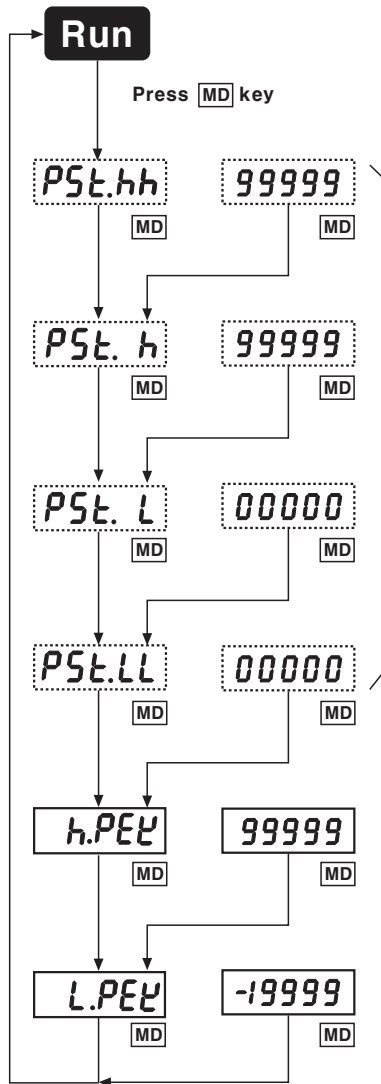 Run
Press MD key
PSt.hh 99999
MD MD
PSt. h 99999
MD MD
PSt. L 00000
MD MD
PSt.LL 00000
MD MD
h.PEK 99999
MD MD
L.PEK -19999
MD MD